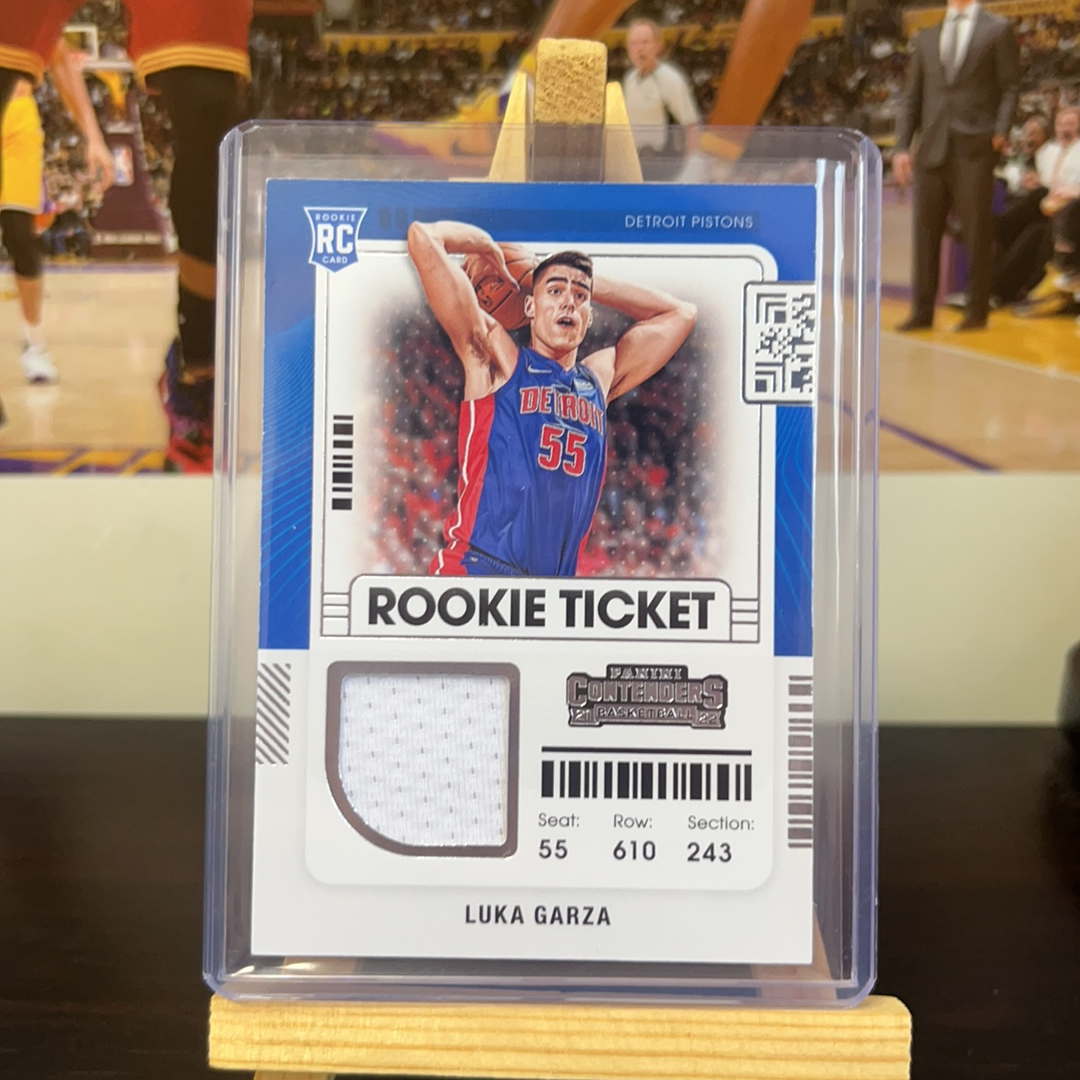 ROOKIE
RC
CARD
DETROIT PISTONS
DETROIT
55
ROOKIE TICKET
PANINI
CONTENDERS
21 BASKETBALL 22
Seat: Row: Section:
55 610 243
LUKA GARZA